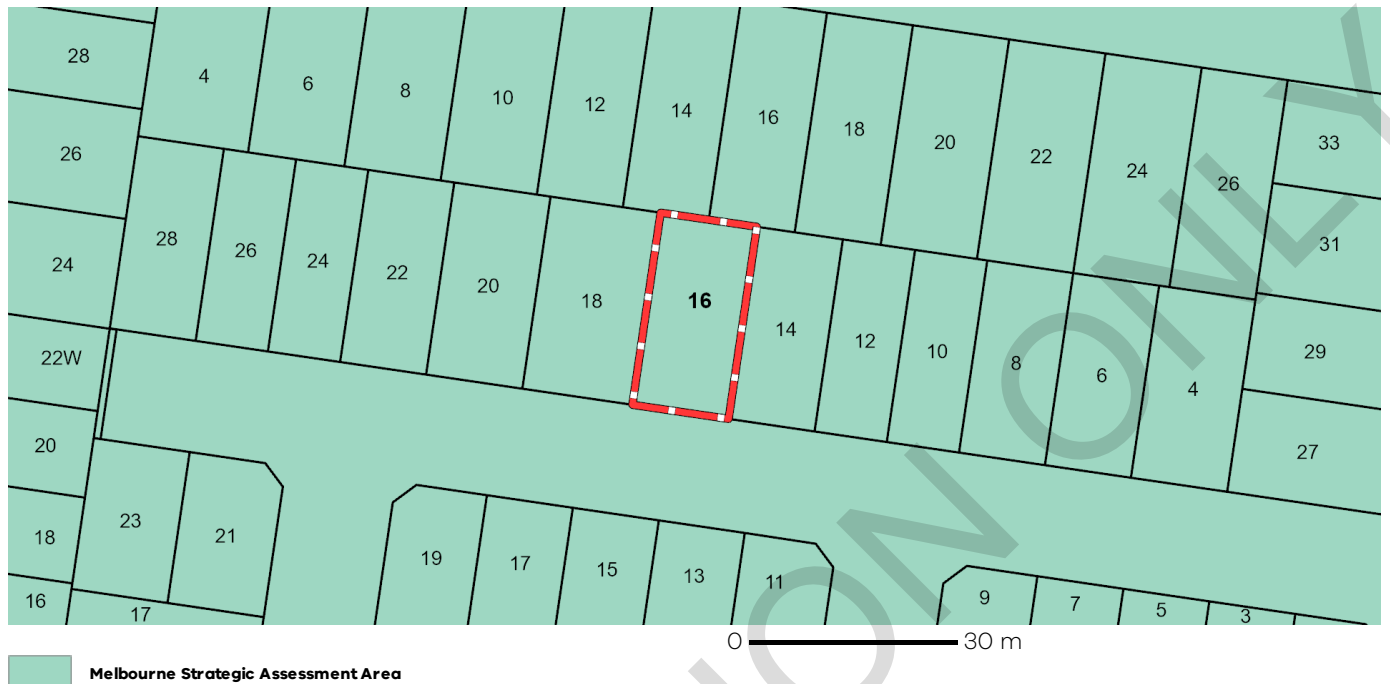 28 4 6 8 10 12 14 16 18 20 22 24 26 33
26 31
24 28 26 24 22 20 18 16 14 12 10 8 6 4 29
22W 27
20
18 23 21 19 17 15 13 11 9 7 5 3
16 17
0 30 m
Melbourne Strategic Assessment Area
ON ONLY